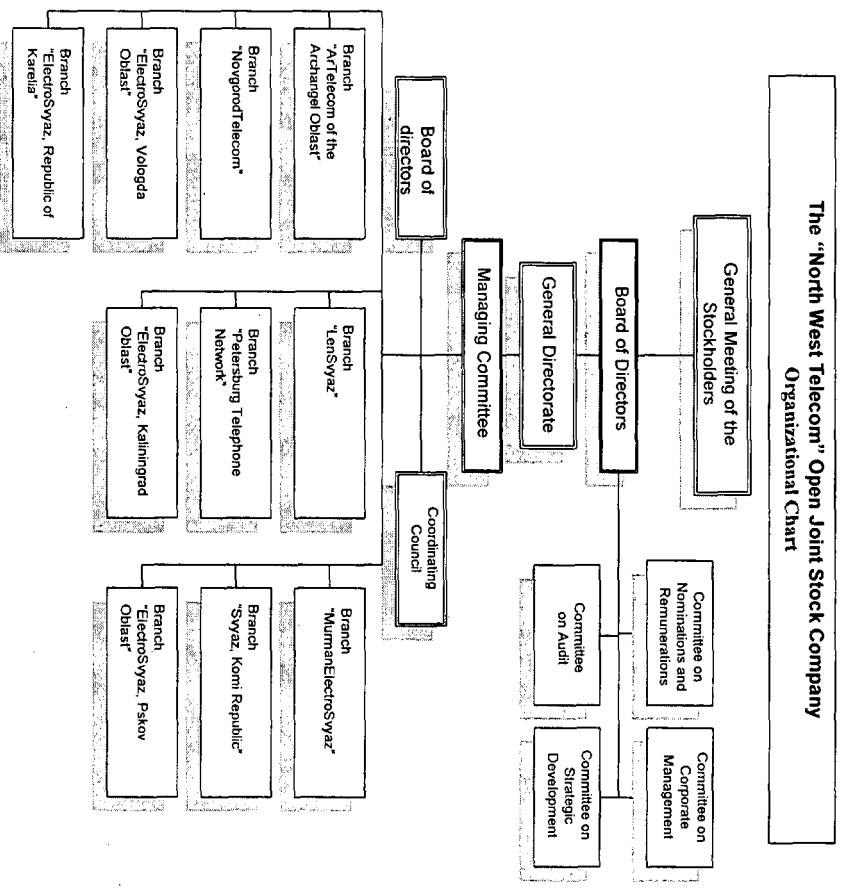 The "North West Telecom" Open Joint Stock Company
Organizational Chart
General Meeting of the
Stockholders
Board of Directors
Committee on
Nominations and
Remunerations
Committee on
Corporate
Management
Committee
on Audit
Committee on
Strategic
Development
General Directorate
Managing Committee
Board of
directors
Coordinating
Council
Branch
"ArTelecom of the
Archangel Oblast"
Branch
"LenSvyaz"
Branch
"MurmanElectroSvyaz"
Branch
"NovgorodTelecom"
Branch
"Petersburg Telephone
Network"
Branch
"Svyaz, Komi Republic"
Branch
"ElectroSvyaz, Vologda
Oblast"
Branch
"ElectroSvyaz, Kaliningrad
Oblast"
Branch
"ElectroSvyaz, Pskov
Oblast"
Branch
"ElectroSvyaz, Republic of
Karelia"